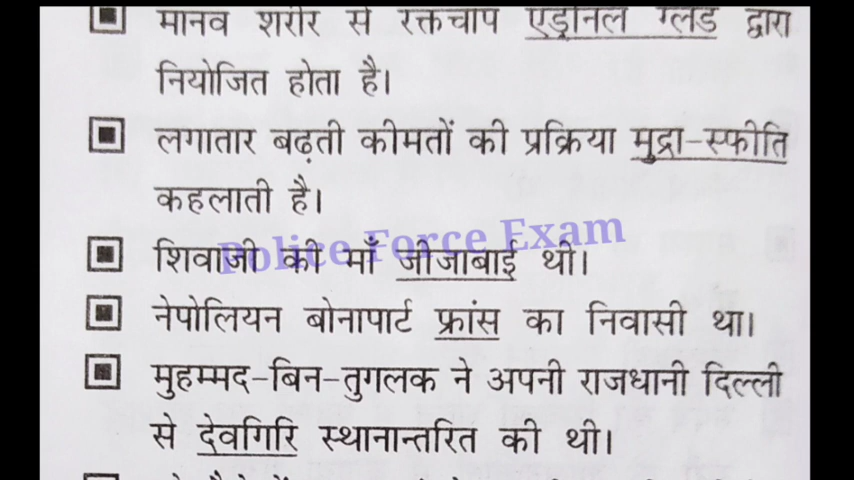 मानव शरीर से रक्तचाप एड्रीनल ग्लैंड द्वारा
नियोजित होता है।
लगातार बढ़ती कीमतों की प्रक्रिया मुद्रा-स्फीति
कहलाती है।
Police Force Exam
शिवाजी की माँ जीजाबाई थी।
नेपोलियन बोनापार्ट फ्रांस का निवासी था।
मुहम्मद-बिन-तुगलक ने अपनी राजधानी दिल्ली
से देवगिरि स्थानान्तरित की थी।